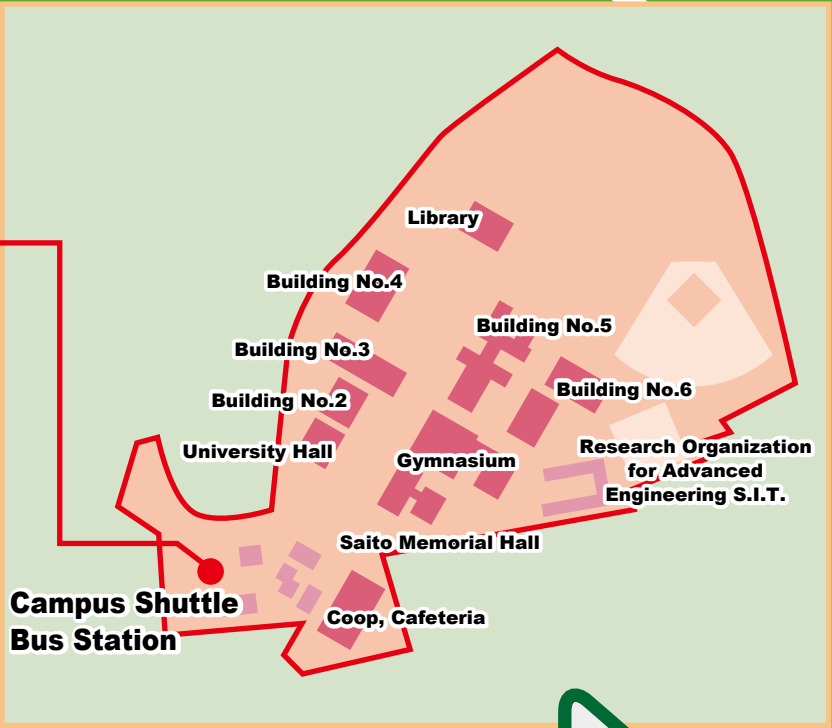 Library
Building No.4
Building No.5
Building No.3
Building No.6
Building No.2
University Hall
Research Organization
for Advanced
Engineering S.I.T.
Gymnasium
Saito Memorial Hall
Campus Shuttle
Bus Station
Coop, Cafeteria